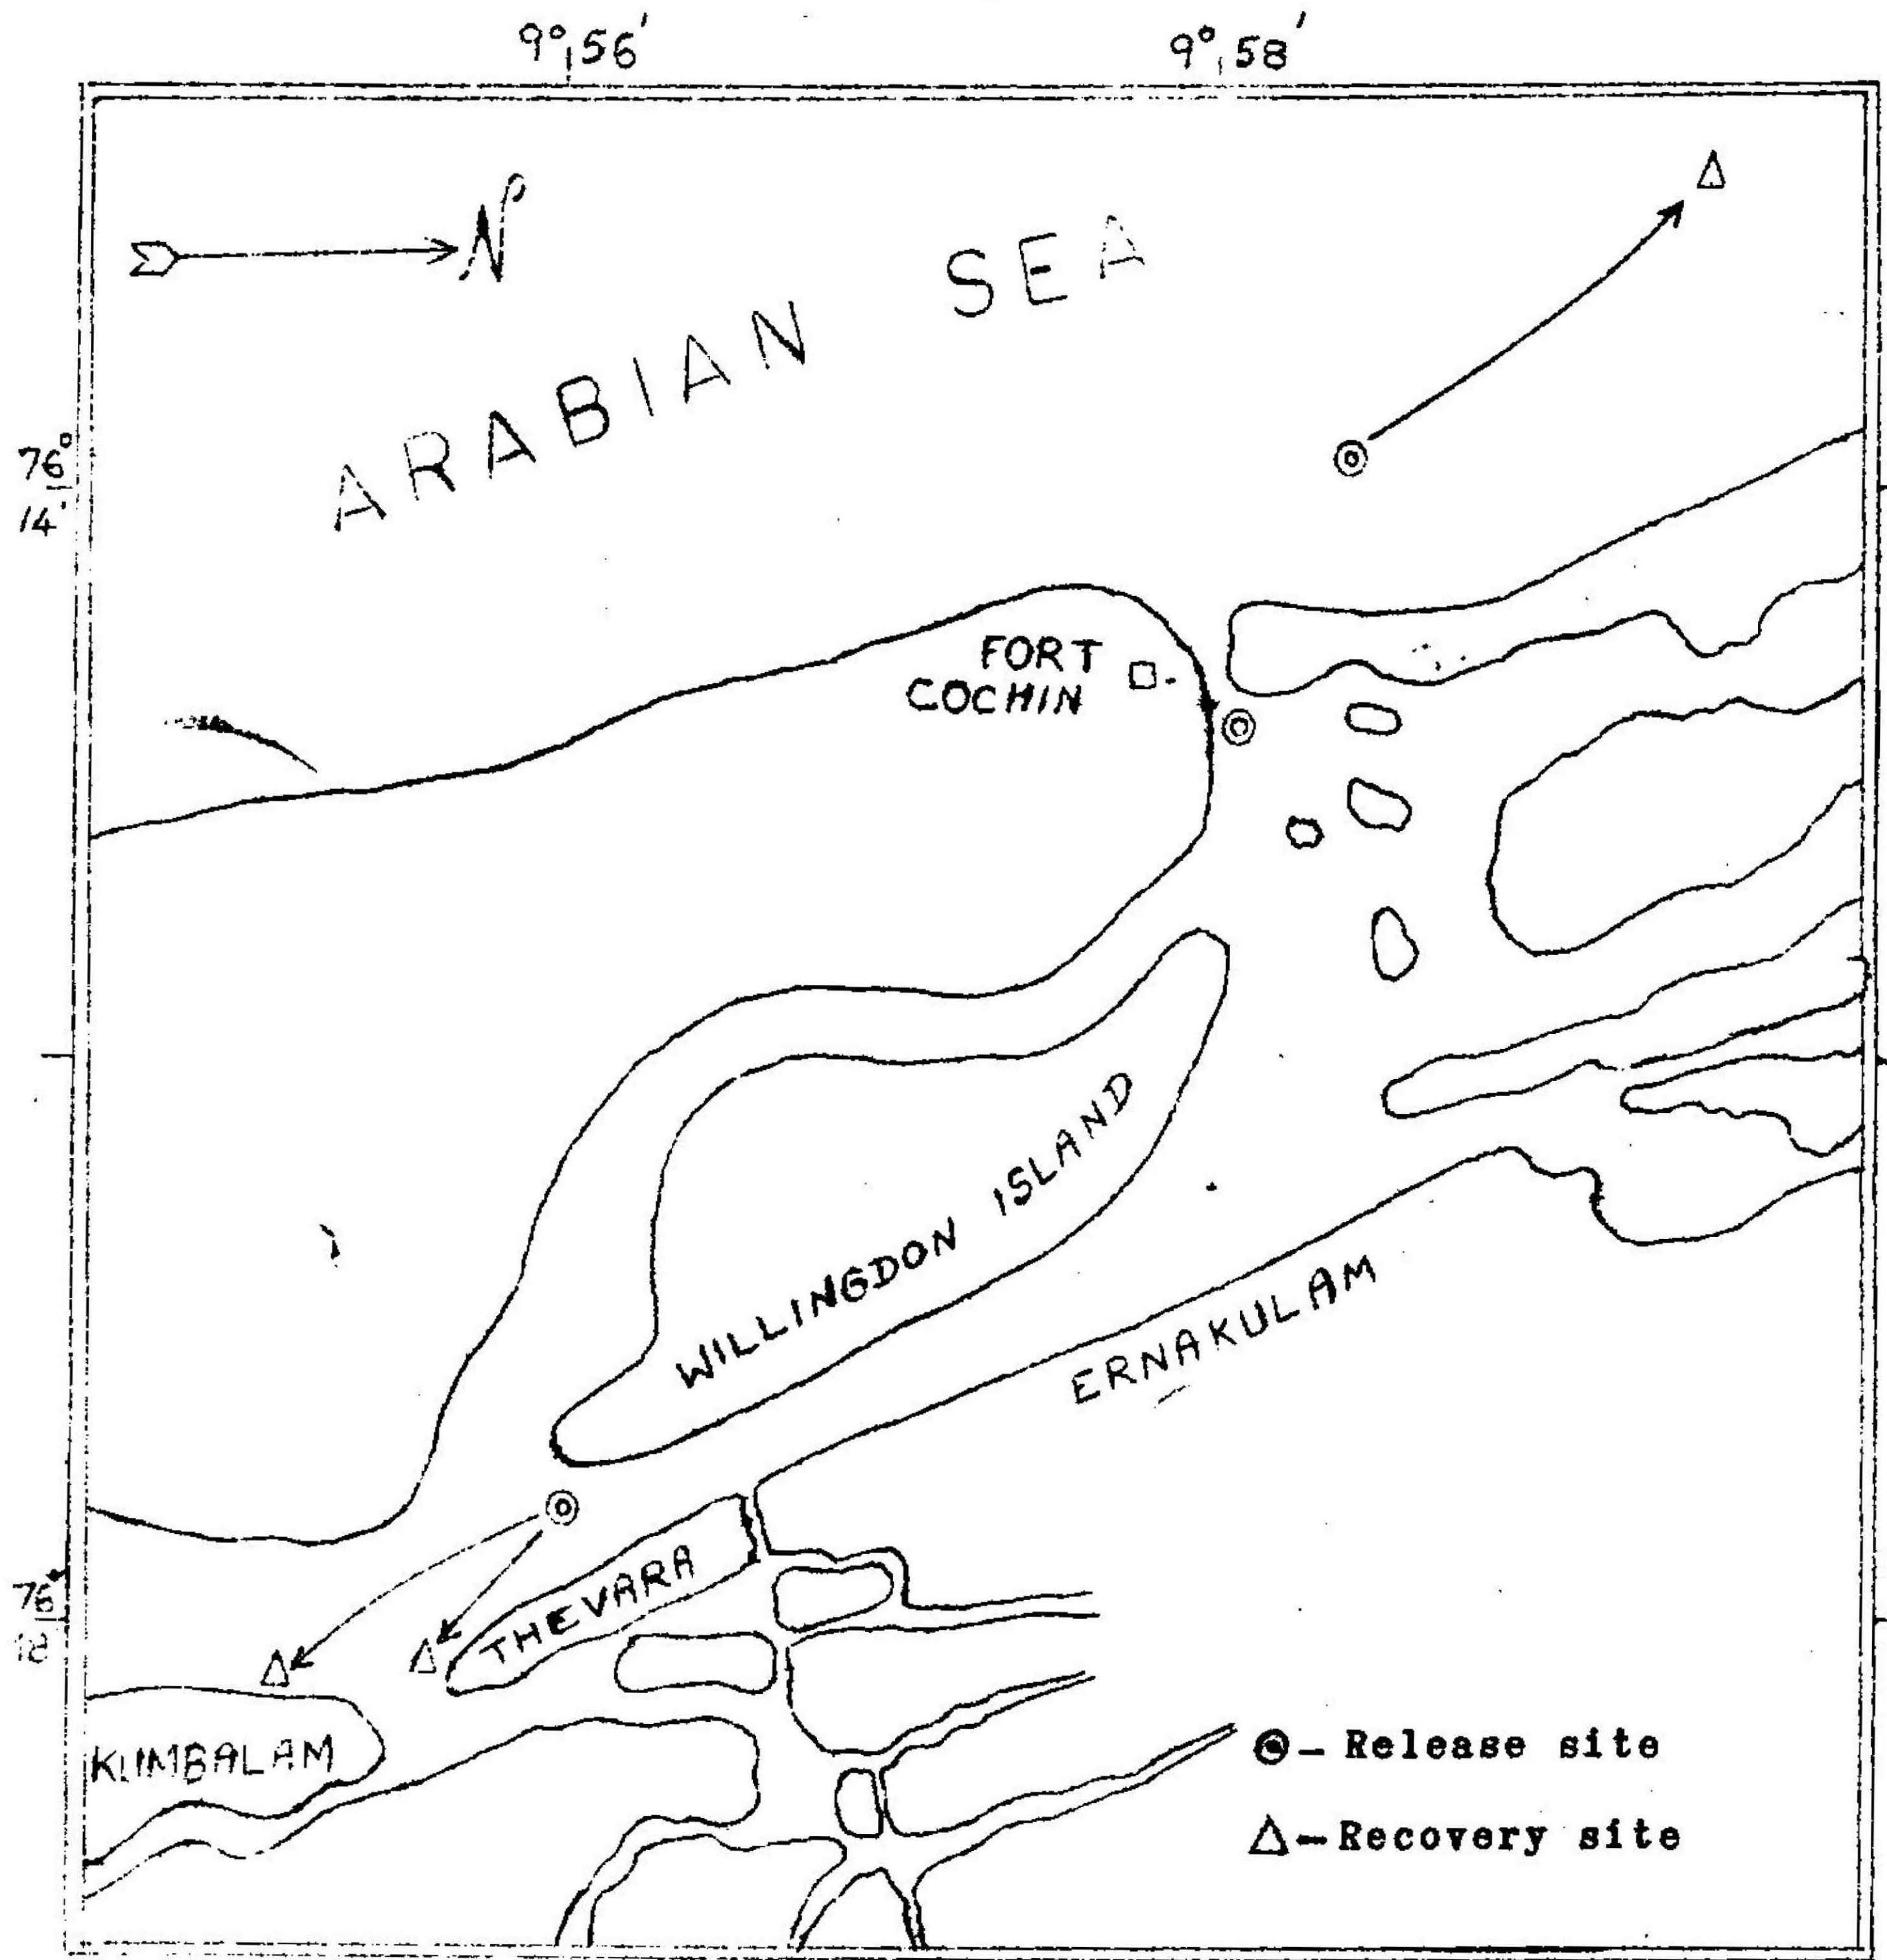 9° 56'
9° 58'
N
ARABIAN SEA
76°
14'
FORT
COCHIN
WILLINGDON ISLAND
ERNAKULAM
THEVARA
76°
18'
KUMBALAM
◎ - Release site
△ - Recovery site